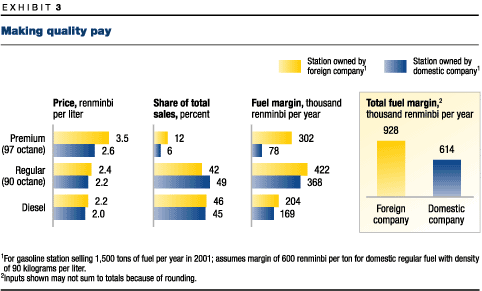 EXHIBIT 3
Making quality pay
Station owned by foreign company¹
Station owned by domestic company¹
Price, renminbi
per liter
Share of total
sales, percent
Fuel margin, thousand
renminbi per year
Total fuel margin,²
thousand renminbi per year
Premium
(97 octane)
3.5
2.6
12
6
302
78
Regular
(90 octane)
2.4
2.2
42
49
422
368
Diesel
2.2
2.0
46
45
204
169
928
614
Foreign
company
Domestic
company
¹For gasoline station selling 1,500 tons of fuel per year in 2001; assumes margin of 600 renminbi per ton for domestic regular fuel with density
of 90 kilograms per liter.
²Inputs shown may not sum to totals because of rounding.